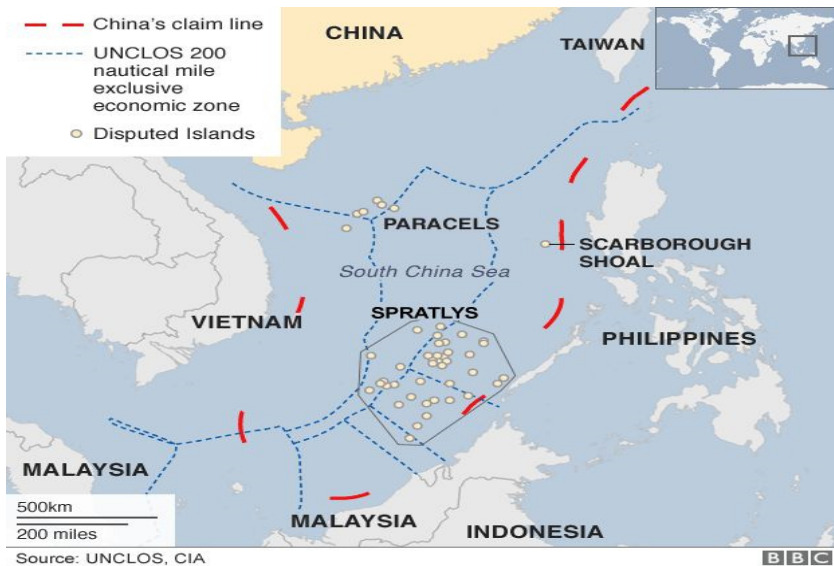 China's claim line
UNCLOS 200
nautical mile
exclusive
economic zone
Disputed Islands
CHINA
TAIWAN
PARACELS
SCARBOROUGH
SHOAL
South China Sea
SPRATLYS
VIETNAM
PHILIPPINES
MALAYSIA
500km
200 miles
MALAYSIA
INDONESIA
Source: UNCLOS, CIA
BBC